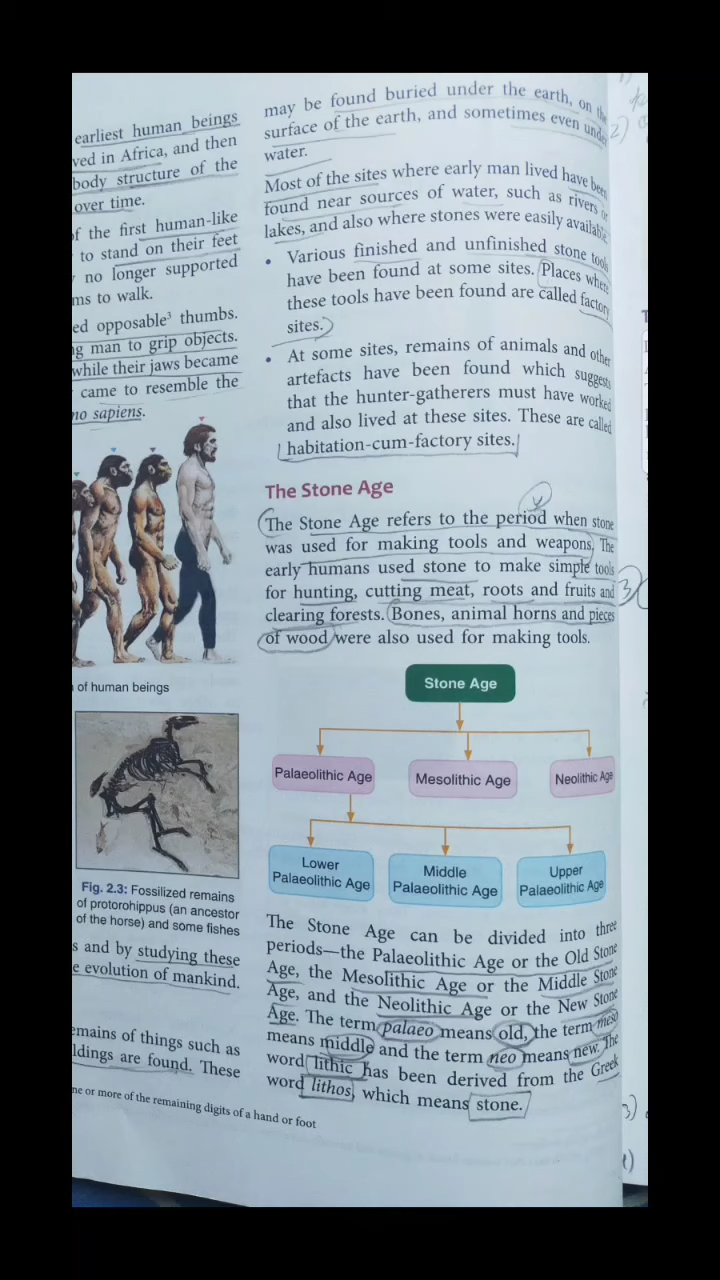 earliest human beings
ved in Africa, and then
body structure of the
over time.
of the first human-like
to stand on their feet
no longer supported
ms to walk.
ed opposable³ thumbs.
g man to grip objects.
while their jaws became
came to resemble the
no sapiens.
of human beings
Fig. 2.3: Fossilized remains
of protorohippus (an ancestor
of the horse) and some fishes
s and by studying these
e evolution of mankind.
emains of things such as
ldings are found. These
ne or more of the remaining digits of a hand or foot
may be found buried under the earth, on the
surface of the earth, and sometimes even under
water.
Most of the sites where early man lived have been
found near sources of water, such as rivers or
lakes, and also where stones were easily available.
• Various finished and unfinished stone tools
have been found at some sites. Places where
these tools have been found are called factory
sites.
• At some sites, remains of animals and other
artefacts have been found which suggests
that the hunter-gatherers must have worked
and also lived at these sites. These are called
habitation-cum-factory sites.
The Stone Age
The Stone Age refers to the period when stone
was used for making tools and weapons. The
early humans used stone to make simple tools
for hunting, cutting meat, roots and fruits and
clearing forests. Bones, animal horns and pieces
of wood were also used for making tools.
Stone Age
Palaeolithic Age Mesolithic Age Neolithic Age
Lower Palaeolithic Age
Middle Palaeolithic Age
Upper Palaeolithic Age
The Stone Age can be divided into three
periods—the Palaeolithic Age or the Old Stone
Age, the Mesolithic Age or the Middle Stone
Age, and the Neolithic Age or the New Stone
Age. The term palaeo means old, the term meso
means middle and the term neo means new. The
word lithic has been derived from the Greek
word lithos, which means stone.
2)
3)